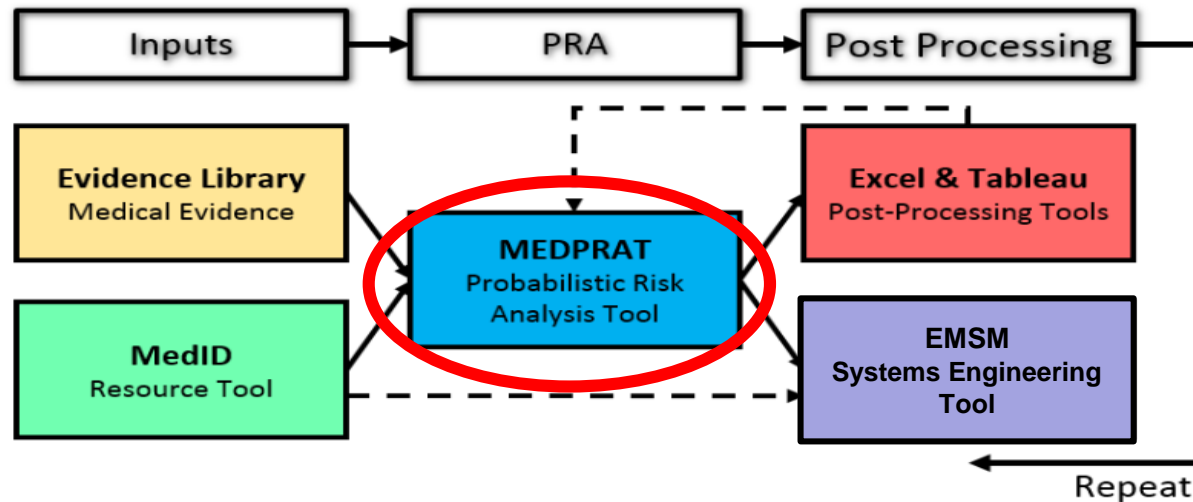 Inputs
PRA
Post Processing
Evidence Library
Medical Evidence
MEDPRAT
Probabilistic Risk
Analysis Tool
Excel & Tableau
Post-Processing Tools
MedID
Resource Tool
EMSM
Systems Engineering
Tool
Repeat